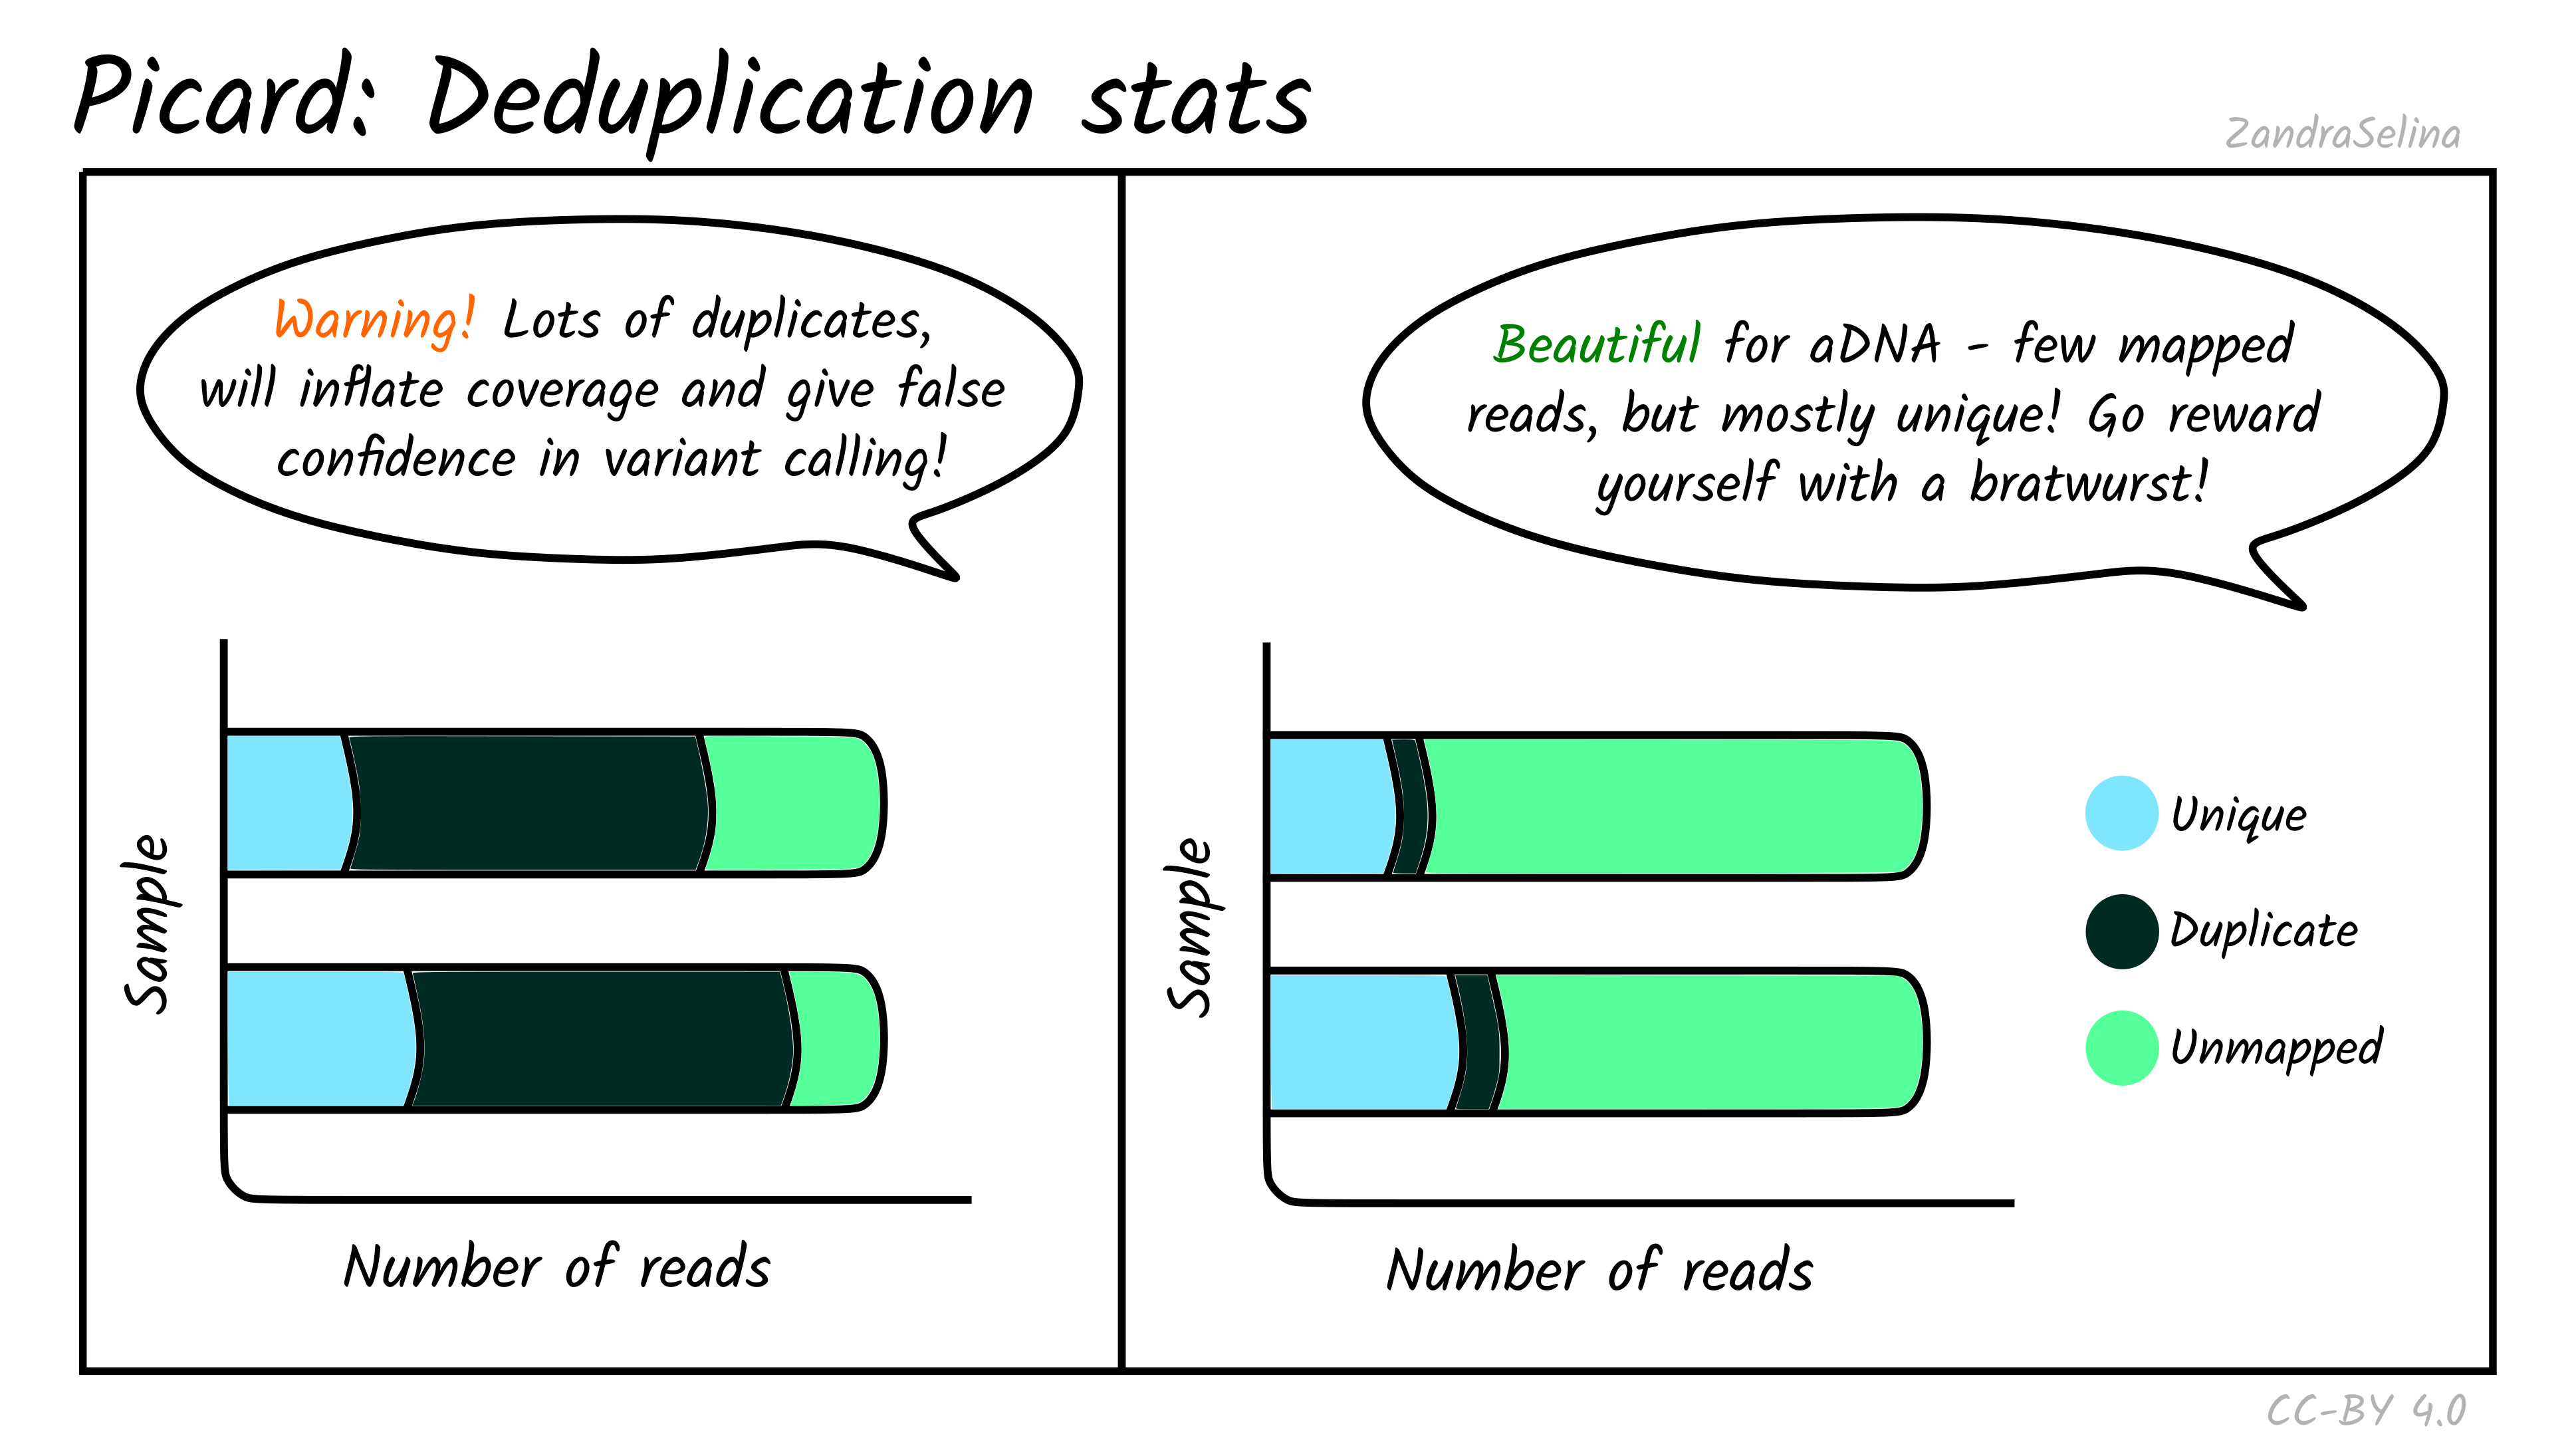 Picard: Deduplication stats
ZandraSelina
Warning! Lots of duplicates,
will inflate coverage and give false
confidence in variant calling!
Sample
Number of reads
Beautiful for aDNA - few mapped
reads, but mostly unique! Go reward
yourself with a bratwurst!
Sample
Number of reads
Unique
Duplicate
Unmapped
CC-BY 4.0